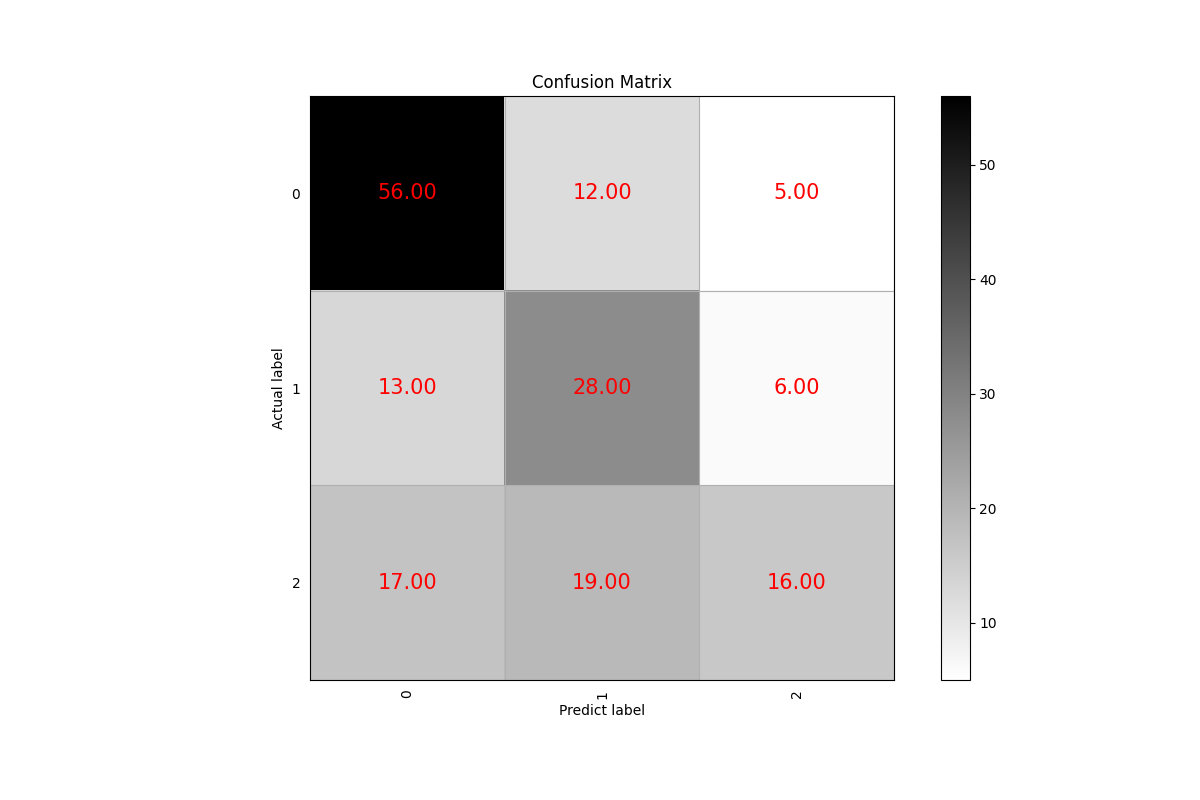 Confusion Matrix
0 56.00 12.00 5.00
1 13.00 28.00 6.00
2 17.00 19.00 16.00
0 1 2
Actual label
Predict label
50
40
30
20
10